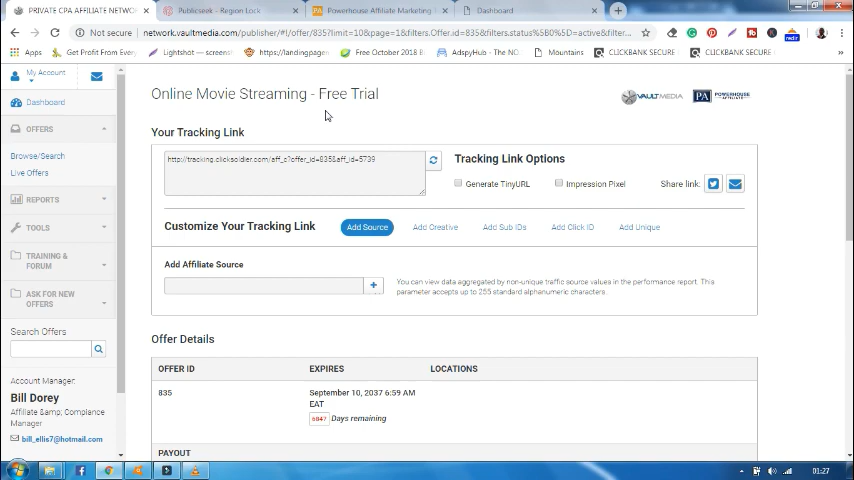 PRIVATE CPA AFFILIATE NETWOR
Publiseek - Region Lock
Powerhouse Affiliate Marketing
Dashboard
Not secure
network.vaultmedia.com/publisher/#!/offer/835?limit=10&page=1&filters.Offer.id=835&filters.status%5B%5D=active&filter...
Apps
Get Profit From Every
Lightshot — screens
https://landingpage
Free October 2018 B
AdspyHub - The NO.
Mountains
CLICKBANK SECURE
CLICKBANK SECURE
My Account
Dashboard
OFFERS
Browse/Search
Live Offers
REPORTS
TOOLS
TRAINING &
FORUM
ASK FOR NEW
OFFERS
Search Offers
Account Manager:
Bill Dorey
Affiliate &amp; Compliance
Manager
bill_ellis7@hotmail.com
Online Movie Streaming - Free Trial
VAULTMEDIA
PA POWERHOUSE
AFFILIATE
Your Tracking Link
http://tracking.clicksoldier.com/aff_c?offer_id=835&aff_id=5739
Tracking Link Options
Generate TinyURL
Impression Pixel
Share link:
Customize Your Tracking Link
Add Source
Add Creative
Add Sub IDs
Add Click ID
Add Unique
Add Affiliate Source
You can view data aggregated by non-unique traffic source values in the performance report. This
parameter accepts up to 255 standard alphanumeric characters.
Offer Details
OFFER ID
EXPIRES
LOCATIONS
835
September 10, 2037 6:59 AM
EAT
6847 Days remaining
PAYOUT
01:27